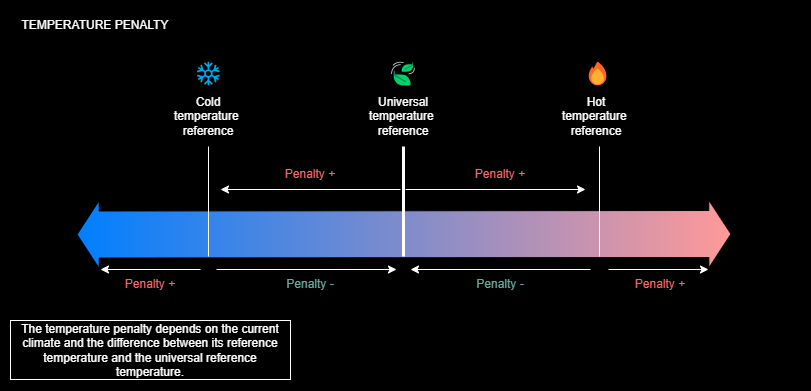 TEMPERATURE PENALTY
Cold
temperature
reference
Universal
temperature
reference
Hot
temperature
reference
Penalty +
Penalty +
Penalty +
Penalty -
Penalty -
Penalty +
The temperature penalty depends on the current
climate and the difference between its reference
temperature and the universal reference
temperature.